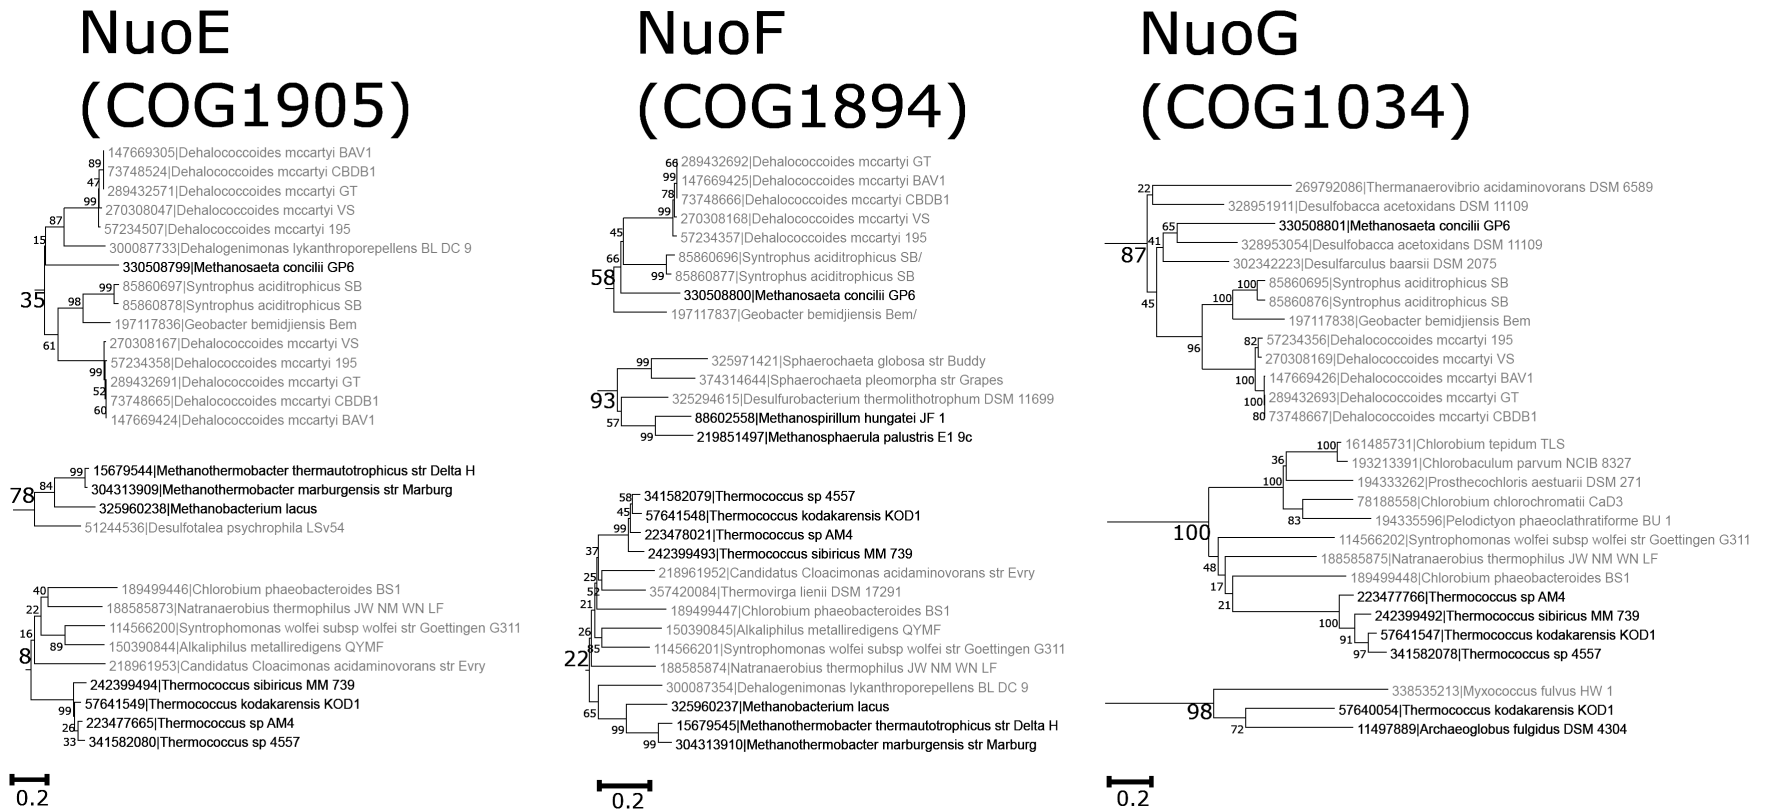 NuoE
(COG1905)
89
147669305|Dehalococcoides mccartyi BAV1
73748524|Dehalococcoides mccartyi CBDB1
47
289432571|Dehalococcoides mccartyi GT
99
270308047|Dehalococcoides mccartyi VS
87
57234507|Dehalococcoides mccartyi 195
15
300087733|Dehalogenimonas lykanthroporepellens BL DC 9
330508799|Methanosaeta concilii GP6
35
99
85860697|Syntrophus aciditrophicus SB
98
85860878|Syntrophus aciditrophicus SB
197117836|Geobacter bemidjiensis Bem
61
270308167|Dehalococcoides mccartyi VS
57234358|Dehalococcoides mccartyi 195
99
289432691|Dehalococcoides mccartyi GT
52
73748665|Dehalococcoides mccartyi CBDB1
60
147669424|Dehalococcoides mccartyi BAV1
99
15679544|Methanothermobacter thermautotrophicus str Delta H
84
304313909|Methanothermobacter marburgensis str Marburg
78
325960238|Methanobacterium lacus
51244536|Desulfotalea psychrophila LSv54
40
189499446|Chlorobium phaeobacteroides BS1
22
188585873|Natranaerobius thermophilus JW NM WN LF
16
114566200|Syntrophomonas wolfei subsp wolfei str Goettingen G311
89
150390844|Alkaliphilus metalliredigens QYMF
8
218961953|Candidatus Cloacimonas acidaminovorans str Evry
242399494|Thermococcus sibiricus MM 739
99
57641549|Thermococcus kodakarensis KOD1
26
223477665|Thermococcus sp AM4
33
341582080|Thermococcus sp 4557
0.2
NuoF
(COG1894)
66
289432692|Dehalococcoides mccartyi GT
99
147669425|Dehalococcoides mccartyi BAV1
78
73748666|Dehalococcoides mccartyi CBDB1
99
270308168|Dehalococcoides mccartyi VS
45
57234357|Dehalococcoides mccartyi 195
66
85860696|Syntrophus aciditrophicus SB/
99
85860877|Syntrophus aciditrophicus SB
58
330508800|Methanosaeta concilii GP6
197117837|Geobacter bemidjiensis Bem/
99
325971421|Sphaerochaeta globosa str Buddy
374314644|Sphaerochaeta pleomorpha str Grapes
93
325294615|Desulfurobacterium thermolithotrophum DSM 11699
57
88602558|Methanospirillum hungatei JF 1
99
219851497|Methanosphaerula palustris E1 9c
58
341582079|Thermococcus sp 4557
45
57641548|Thermococcus kodakarensis KOD1
99
223478021|Thermococcus sp AM4
37
242399493|Thermococcus sibiricus MM 739
25
218961952|Candidatus Cloacimonas acidaminovorans str Evry
52
357420084|Thermovirga lienii DSM 17291
21
189499447|Chlorobium phaeobacteroides BS1
26
150390845|Alkaliphilus metalliredigens QYMF
85
114566201|Syntrophomonas wolfei subsp wolfei str Goettingen G311
22
188585874|Natranaerobius thermophilus JW NM WN LF
300087354|Dehalogenimonas lykanthroporepellens BL DC 9
65
325960237|Methanobacterium lacus
99
15679545|Methanothermobacter thermautotrophicus str Delta H
99
304313910|Methanothermobacter marburgensis str Marburg
0.2
NuoG
(COG1034)
22
269792086|Thermanaerovibrio acidaminovorans DSM 6589
328951911|Desulfobacca acetoxidans DSM 11109
65
330508801|Methanosaeta concilii GP6
41
328953054|Desulfobacca acetoxidans DSM 11109
87
302342223|Desulfarculus baarsii DSM 2075
100
85860695|Syntrophus aciditrophicus SB
45
100
85860876|Syntrophus aciditrophicus SB
197117838|Geobacter bemidjiensis Bem
96
82
57234356|Dehalococcoides mccartyi 195
270308169|Dehalococcoides mccartyi VS
100
147669426|Dehalococcoides mccartyi BAV1
100
289432693|Dehalococcoides mccartyi GT
80
73748667|Dehalococcoides mccartyi CBDB1
100
161485731|Chlorobium tepidum TLS
36
193213391|Chlorobaculum parvum NCIB 8327
100
194333262|Prosthecochloris aestuarii DSM 271
78188558|Chlorobium chlorochromatii CaD3
83
194335596|Pelodictyon phaeoclathratiforme BU 1
100
114566202|Syntrophomonas wolfei subsp wolfei str Goettingen G311
48
188585875|Natranaerobius thermophilus JW NM WN LF
17
189499448|Chlorobium phaeobacteroides BS1
21
223477766|Thermococcus sp AM4
100
242399492|Thermococcus sibiricus MM 739
91
57641547|Thermococcus kodakarensis KOD1
97
341582078|Thermococcus sp 4557
338535213|Myxococcus fulvus HW 1
98
57640054|Thermococcus kodakarensis KOD1
72
11497889|Archaeoglobus fulgidus DSM 4304
0.2